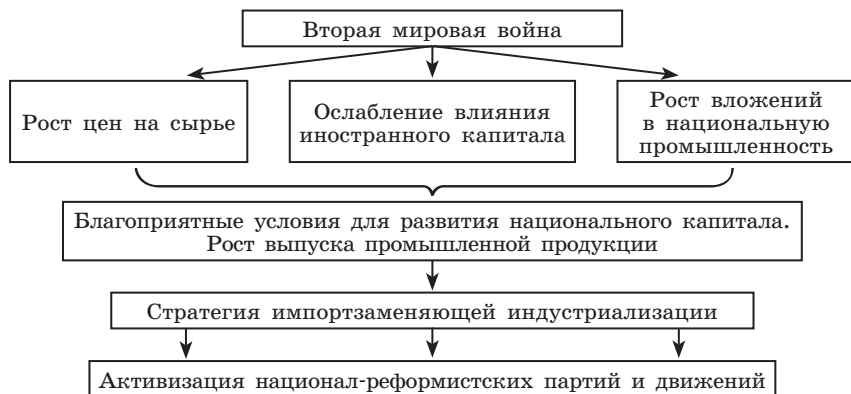 Вторая мировая война
Рост цен на сырье
Ослабление влияния
иностранного капитала
Рост вложений
в национальную
промышленность
Благоприятные условия для развития национального капитала.
Рост выпуска промышленной продукции
Стратегия импортзаменяющей индустриализации
Активизация национал-реформистских партий и движений